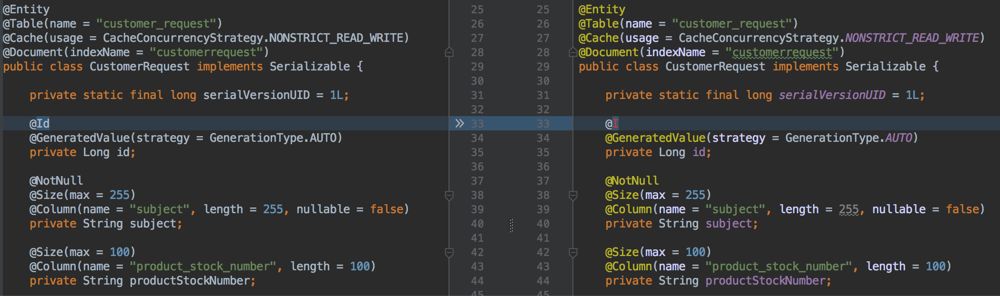 @Entity 25 25 @Entity
@Table(name = "customer_request") 26 26 @Table(name = "customer_request")
@Cache(usage = CacheConcurrencyStrategy.NONSTRICT_READ_WRITE) 27 27 @Cache(usage = CacheConcurrencyStrategy.NONSTRICT_READ_WRITE)
@Document(indexName = "customerrequest") 28 28 @Document(indexName = "customerrequest")
public class CustomerRequest implements Serializable { 29 29 public class CustomerRequest implements Serializable {
30 30
private static final long serialVersionUID = 1L; 31 31 private static final long serialVersionUID = 1L;
32 32
@Id » 33 33 @I
@GeneratedValue(strategy = GenerationType.AUTO) 34 34 @GeneratedValue(strategy = GenerationType.AUTO)
private Long id; 35 35 private Long id;
36 36
@NotNull 37 37 @NotNull
@Size(max = 255) 38 38 @Size(max = 255)
@Column(name = "subject", length = 255, nullable = false) 39 39 @Column(name = "subject", length = 255, nullable = false)
private String subject; 40 40 private String subject;
41 41
@Size(max = 100) 42 42 @Size(max = 100)
@Column(name = "product_stock_number", length = 100) 43 43 @Column(name = "product_stock_number", length = 100)
private String productStockNumber; 44 44 private String productStockNumber;
45 45